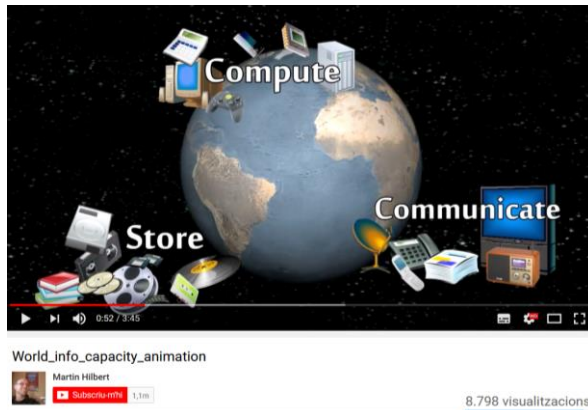 Compute
Communicate
Store
0:52 / 3:45
World_info_capacity_animation
Martin Hilbert
Subscriu-m'hi 1,1m
8.798 visualitzacions